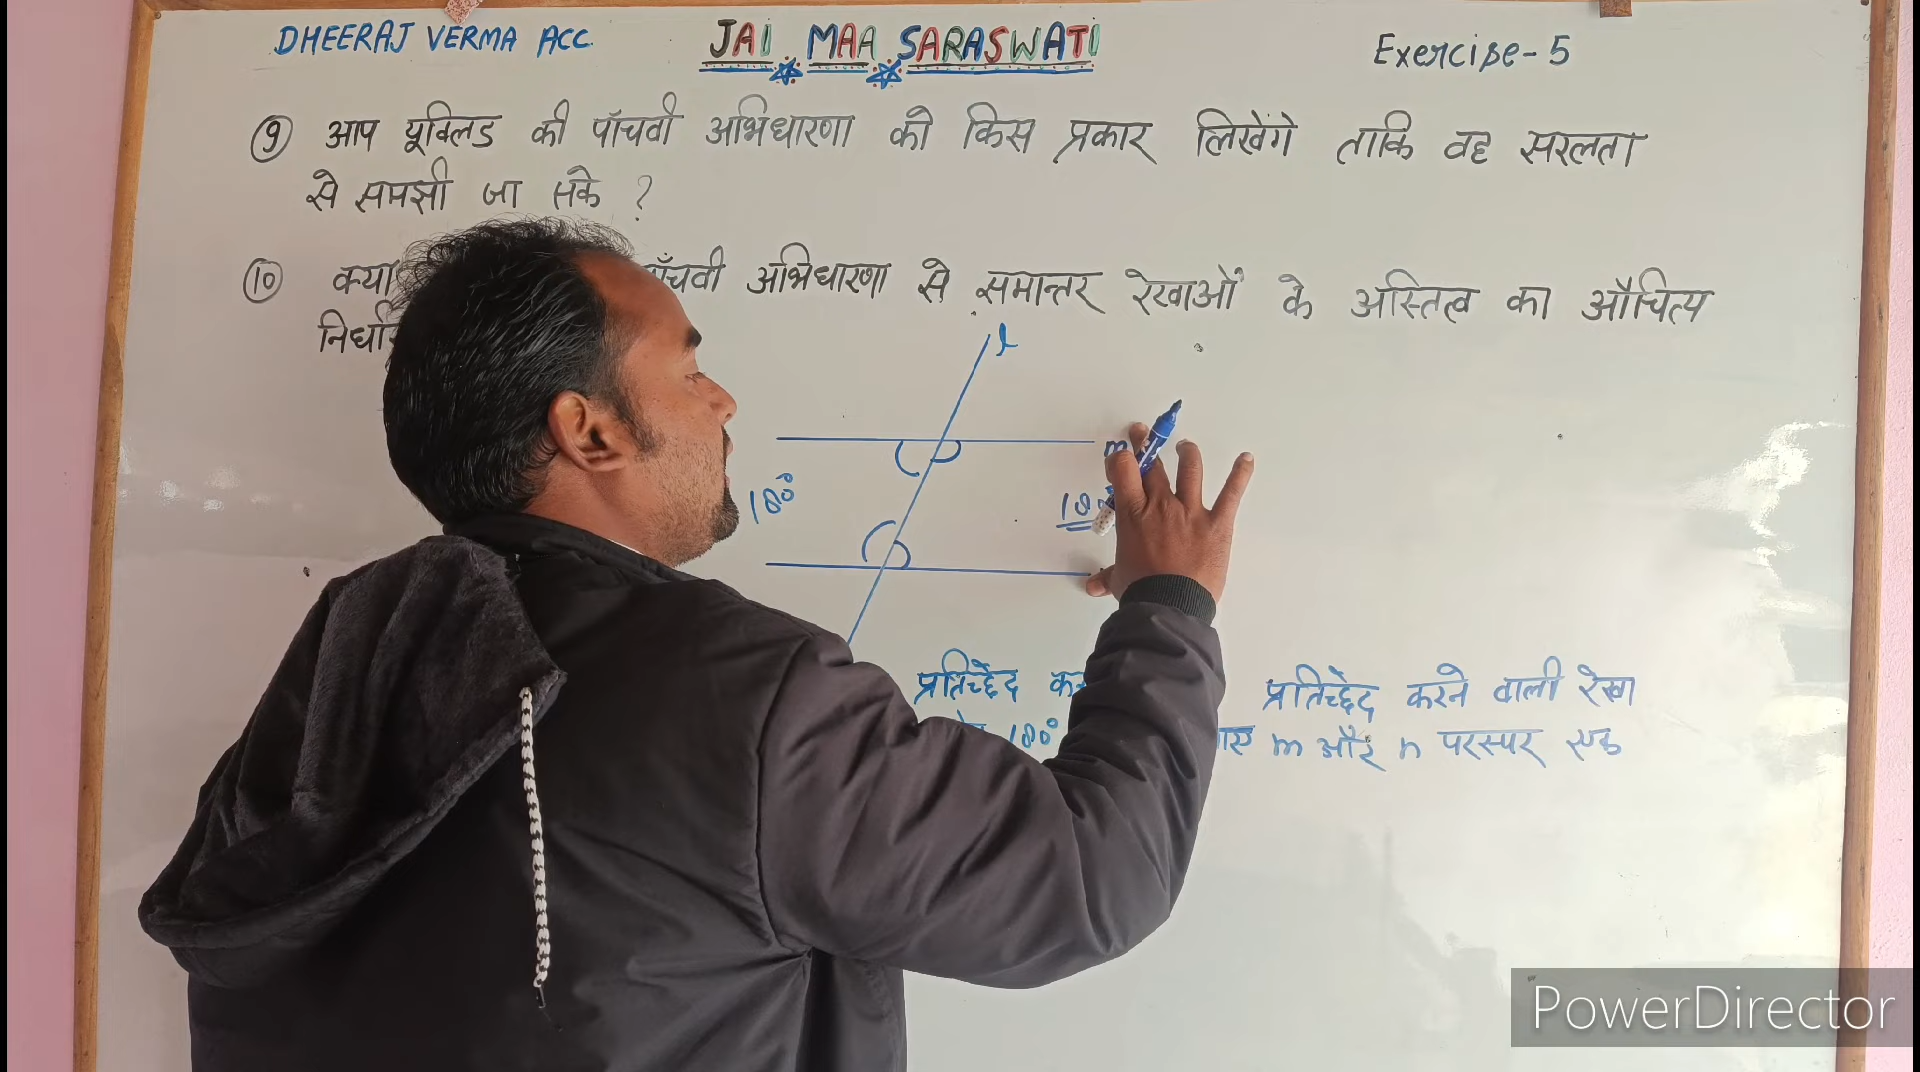 DHEERAJ VERMA ACC. JAI MAA SARASWATI Exercise-5
(9) आप यूक्लिड की पाँचवी अभिधारणा को किस प्रकार लिखेंगे ताकि वह सरलता
से समझी जा सके ?
(10) क्या पाँचवी अभिधारणा से समान्तर रेखाओं के अस्तित्व का औचित्य
l
m
180° 180°
प्रतिच्छेद प्रतिच्छेद करने वाली रेखा
180° m और n परस्पर एक
PowerDirector